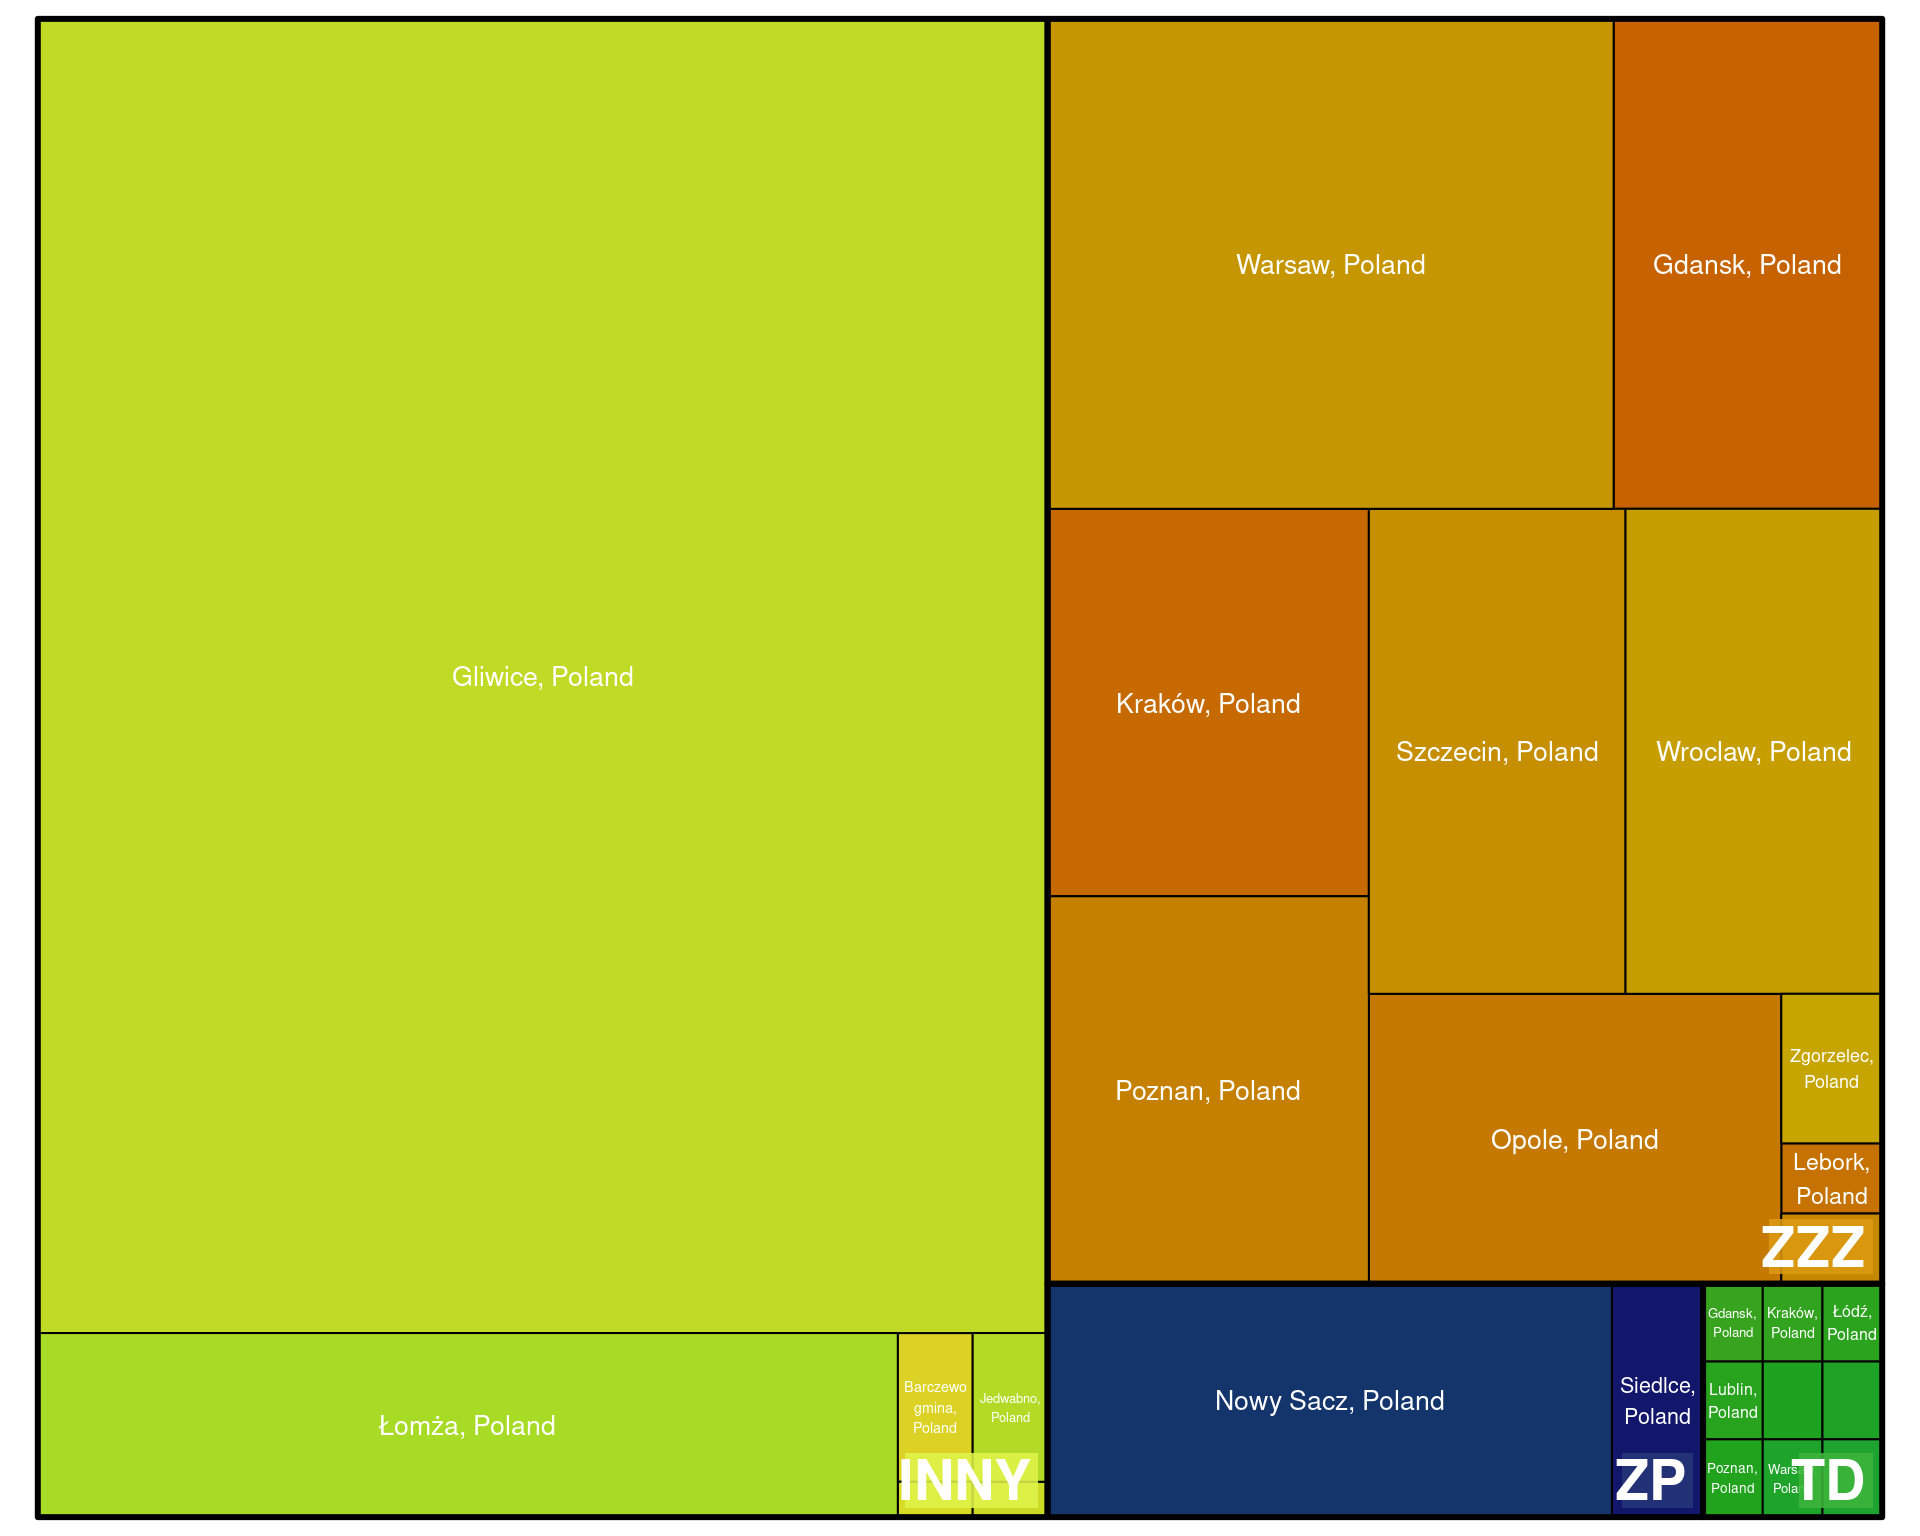 Gliwice, Poland
Łomża, Poland
Barczewo
gmina,
Poland
Jedwabno,
Poland
INNY
Warsaw, Poland
Gdansk, Poland
Kraków, Poland
Szczecin, Poland
Wroclaw, Poland
Poznan, Poland
Opole, Poland
Zgorzelec,
Poland
Lebork,
Poland
ZZZ
Nowy Sacz, Poland
Siedlce,
Poland
ZP
Gdansk,
Poland
Kraków,
Poland
Łódź,
Poland
Lublin,
Poland
Poznan,
Poland
TD